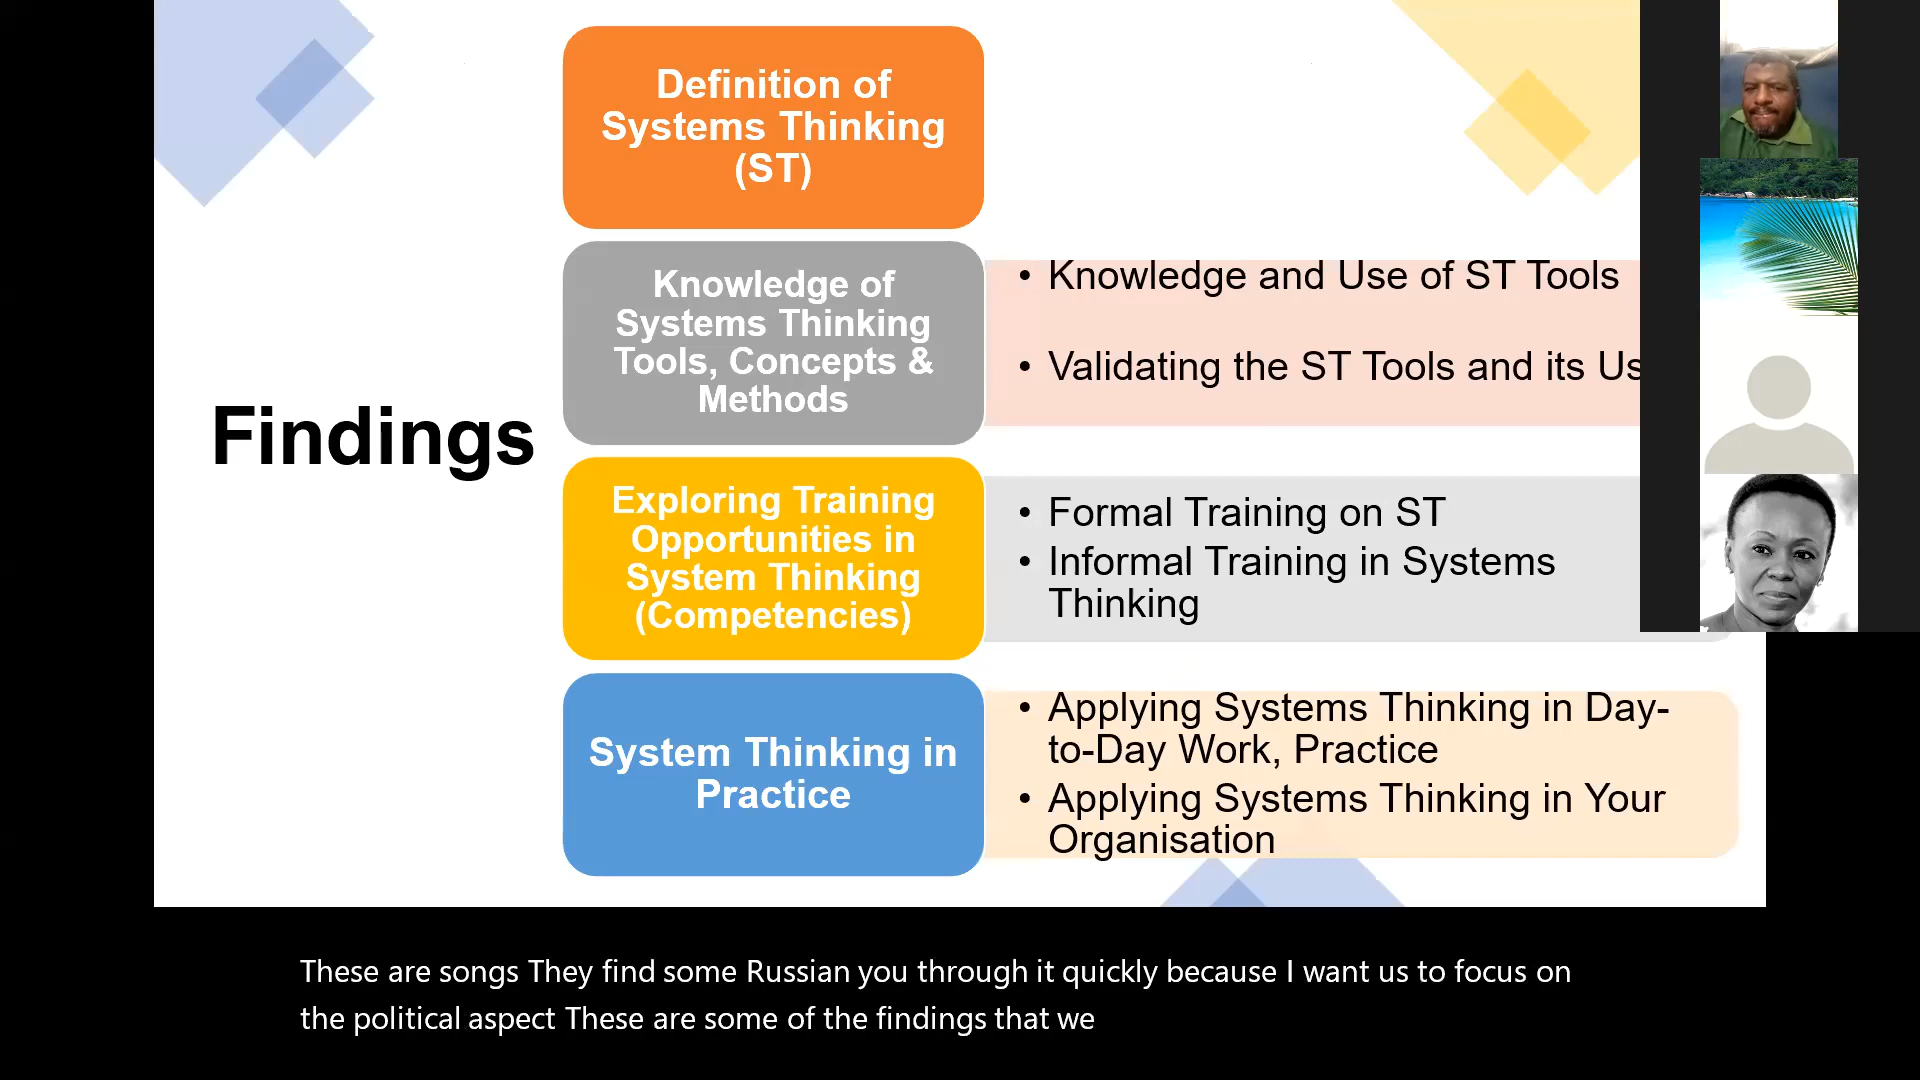 Findings
Definition of
Systems Thinking
(ST)
Knowledge of
Systems Thinking
Tools, Concepts &
Methods
• Knowledge and Use of ST Tools
• Validating the ST Tools and its Us
Exploring Training
Opportunities in
System Thinking
(Competencies)
• Formal Training on ST
• Informal Training in Systems
Thinking
System Thinking in
Practice
• Applying Systems Thinking in Day-
to-Day Work, Practice
• Applying Systems Thinking in Your
Organisation
These are songs They find some Russian you through it quickly because I want us to focus on
the political aspect These are some of the findings that we